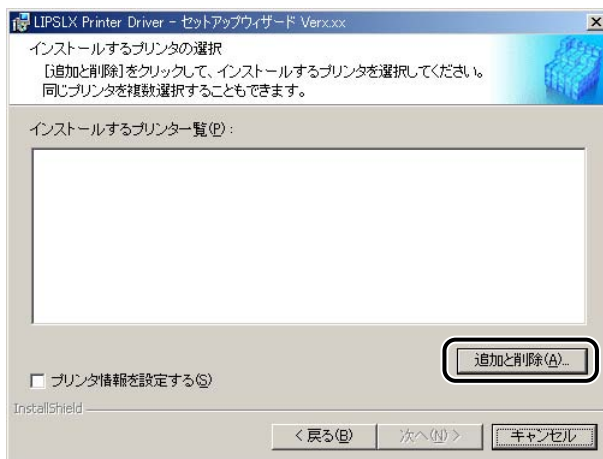 LIPSLX Printer Driver - セットアップウィザード Verx.xx
インストールするプリンタの選択
[追加と削除]をクリックして、インストールするプリンタを選択してください。
同じプリンタを複数選択することもできます。
インストールするプリンタ一覧(P):
追加と削除(A)...
プリンタ情報を設定する(S)
InstallShield
< 戻る(B)
次へ(N) >
キャンセル